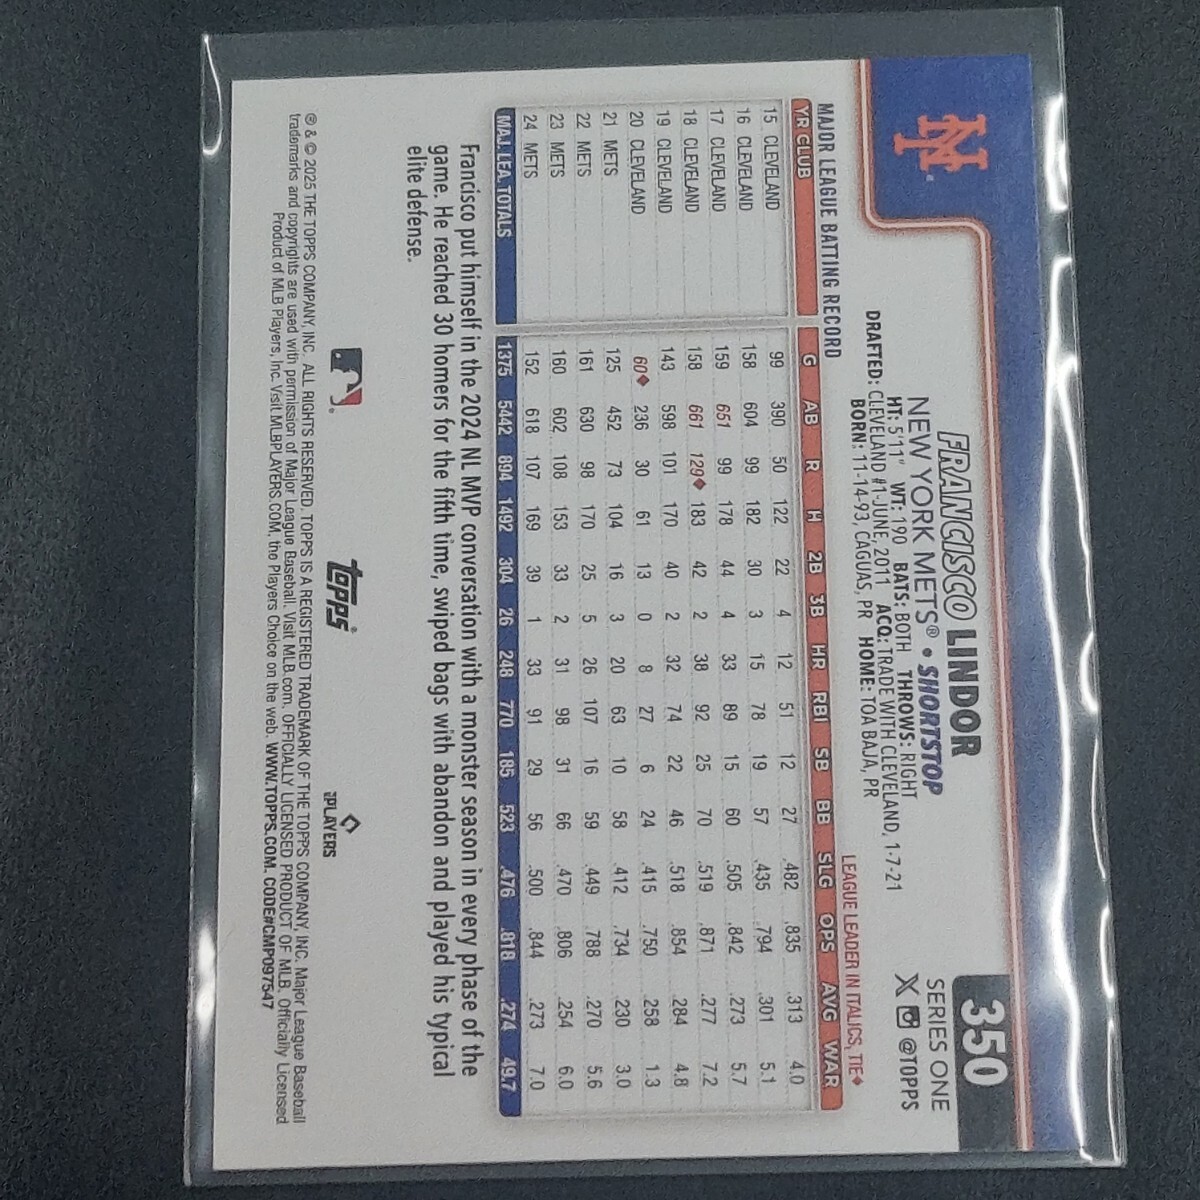 NY
350
SERIES ONE
X @TOPPS
FRANCISCO LINDOR
NEW YORK METS® • SHORTSTOP
HT: 5'11" WT: 190 BATS: BOTH THROWS: RIGHT
DRAFTED: CLEVELAND #1-JUNE, 2011 ACQ: TRADE WITH CLEVELAND, 1-7-21
BORN: 11-14-93, CAGUAS, PR HOME: TOA BAJA, PR
MAJOR LEAGUE BATTING RECORD LEAGUE LEADER IN ITALICS, TIE♦
YR CLUB G AB R H 2B 3B HR RBI SB BB SLG OPS AVG WAR
15 CLEVELAND 99 390 50 122 22 4 12 51 12 27 .482 .835 .313 4.0
16 CLEVELAND 158 604 99 182 30 3 15 78 19 57 .435 .794 .301 5.1
17 CLEVELAND 159 651 99 178 44 4 33 89 15 60 .505 .842 .273 5.7
18 CLEVELAND 158 661 129♦ 183 42 2 38 92 25 70 .519 .871 .277 7.2
19 CLEVELAND 143 598 101 170 40 2 32 74 22 46 .518 .854 .284 4.8
20 CLEVELAND 60♦ 236 30 61 13 0 8 27 6 24 .415 .750 .258 1.3
21 METS 125 452 73 104 16 3 20 63 10 58 .412 .734 .230 3.0
22 METS 161 630 98 170 25 5 26 107 16 59 .449 .788 .270 5.6
23 METS 160 602 108 153 33 2 31 98 31 66 .470 .806 .254 6.0
24 METS 152 618 107 169 39 1 33 91 29 56 .500 .844 .273 7.0
MAJ. LEA. TOTALS 1375 5442 894 1492 304 26 248 770 185 523 .476 .818 .274 49.7
Francisco put himself in the 2024 NL MVP conversation with a monster season in every phase of the
game. He reached 30 homers for the fifth time, swiped bags with abandon and played his typical
elite defense.
topps®
PLAYERS
® & © 2025 THE TOPPS COMPANY, INC. ALL RIGHTS RESERVED. TOPPS IS A REGISTERED TRADEMARK OF THE TOPPS COMPANY, INC. Major League Baseball
trademarks and copyrights are used with permission of Major League Baseball. Visit MLB.com. OFFICIALLY LICENSED PRODUCT OF MLB. Officially Licensed
Product of MLB Players, Inc. Visit MLBPLAYERS.COM, the Players Choice on the web. WWW.TOPPS.COM. CODE#CMP097547